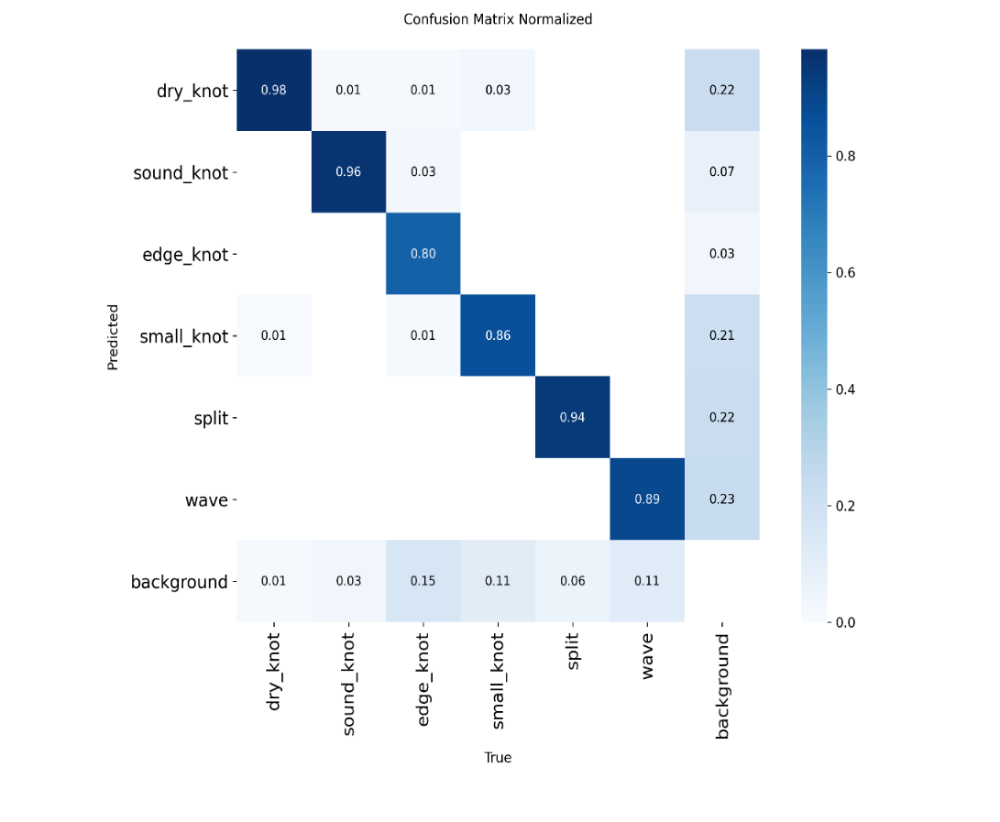 Confusion Matrix Normalized
dry_knot 0.98 0.01 0.01 0.03 0.22
sound_knot 0.96 0.03 0.07
0.8
edge_knot 0.80 0.03
0.6
Predicted
small_knot 0.01 0.01 0.86 0.21
0.4
split 0.94 0.22
wave 0.89 0.23
0.2
background 0.01 0.03 0.15 0.11 0.06 0.11
0.0
dry_knot sound_knot edge_knot small_knot split wave background
True